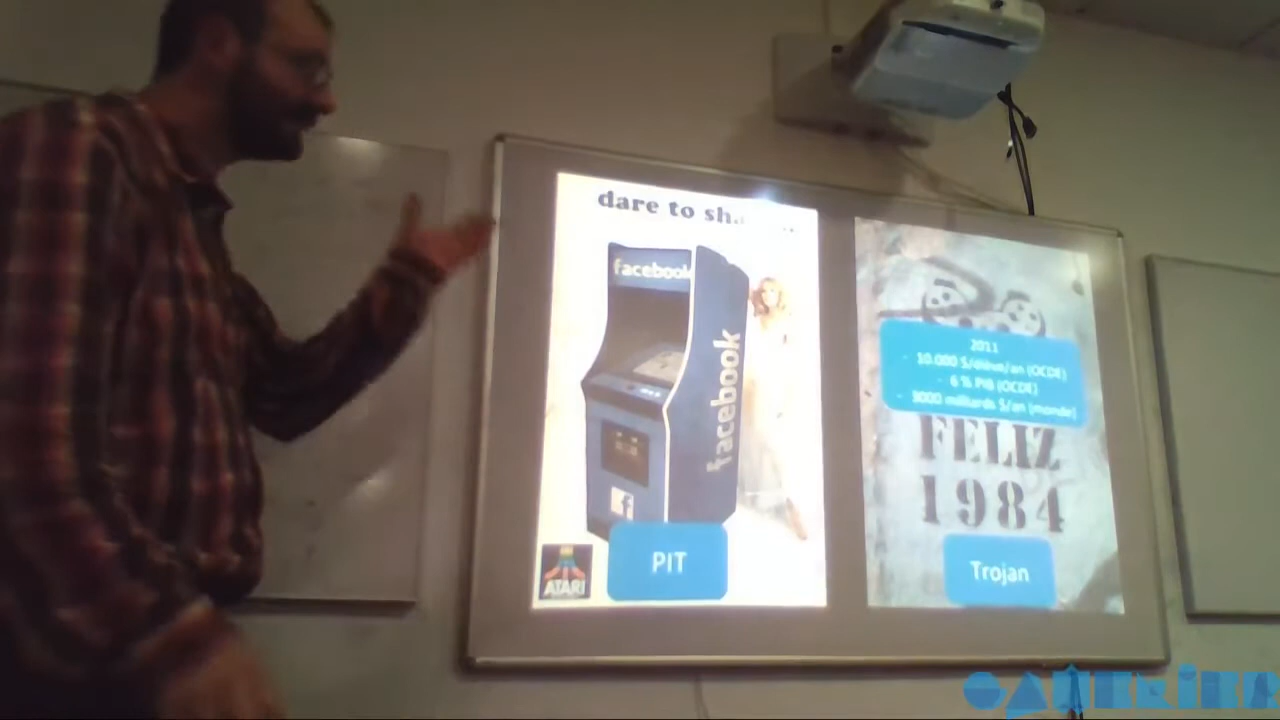 dare to
facebook
facebook
f
ATARI
PIT
2011
- 10.000 $/élève/an (OCDE)
- 6 % PIB (OCDE)
- 3000 milliards $/an (monde)
FELIZ
1984
Trojan